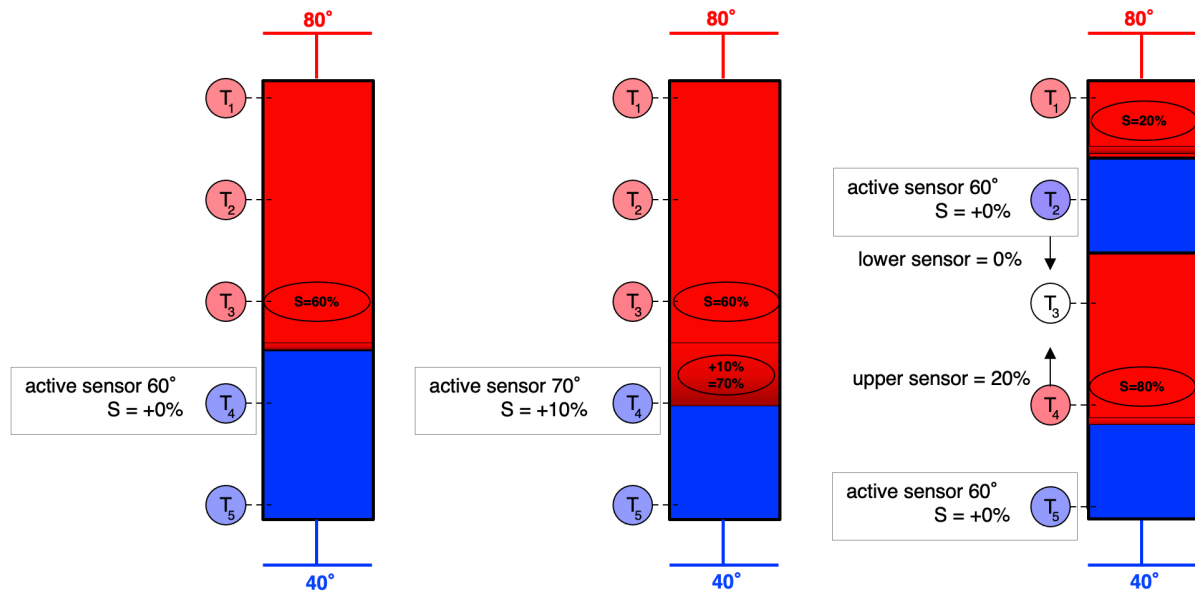 80°
T1
T2
T3
S=60%
active sensor 60°
S = +0%
T4
T5
40°
80°
T1
T2
T3
S=60%
+10%
=70%
active sensor 70°
S = +10%
T4
T5
40°
80°
T1
S=20%
active sensor 60°
S = +0%
T2
lower sensor = 0%
T3
upper sensor = 20%
S=80%
T4
active sensor 60°
S = +0%
T5
40°